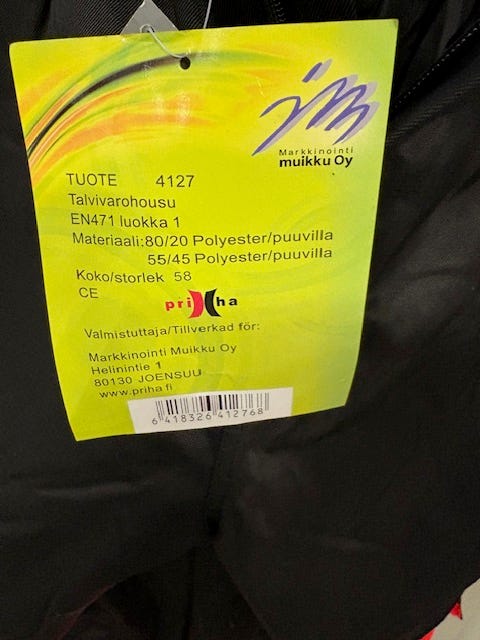 Markkinointi
muikku Oy
TUOTE 4127
Talvivarohousu
EN471 luokka 1
Materiaali:80/20 Polyester/puuvilla
55/45 Polyester/puuvilla
Koko/storlek 58
CE
priha
Valmistuttaja/Tillverkad för:
Markkinointi Muikku Oy
Helinintie 1
80130 JOENSUU
www.priha.fi
6 418326 412768